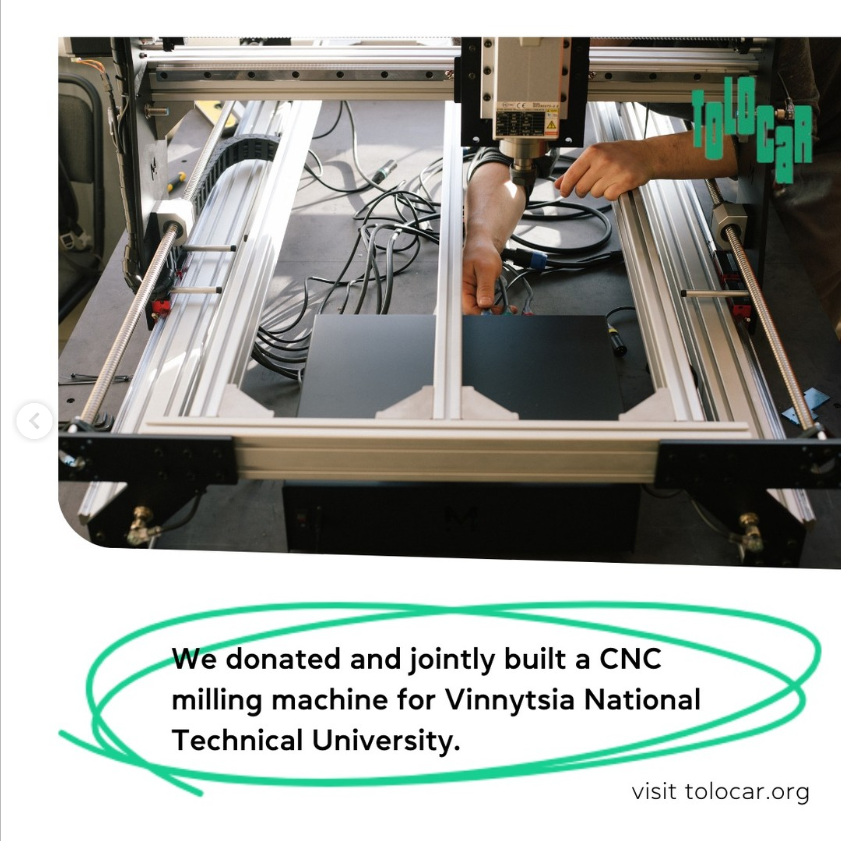 TOLOCAR
We donated and jointly built a CNC
milling machine for Vinnytsia National
Technical University.
visit tolocar.org